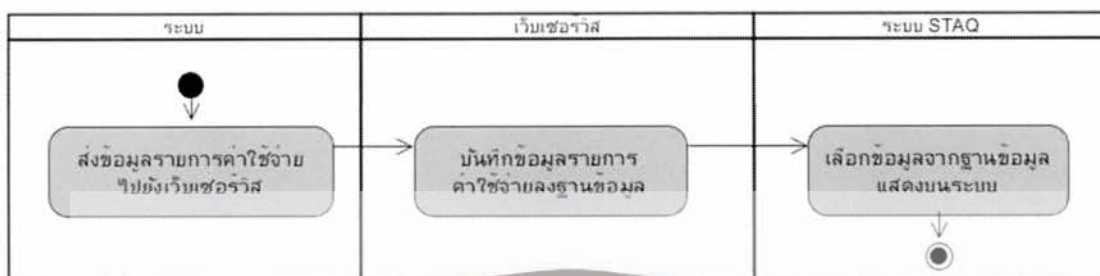 ระบบ
เว็บเซอร์วิส
ระบบ STAQ
ส่งข้อมูลรายการค่าใช้จ่าย
ไปยังเว็บเซอร์วิส
บันทึกข้อมูลรายการ
ค่าใช้จ่ายลงฐานข้อมูล
เลือกข้อมูลจากฐานข้อมูล
แสดงบนระบบ